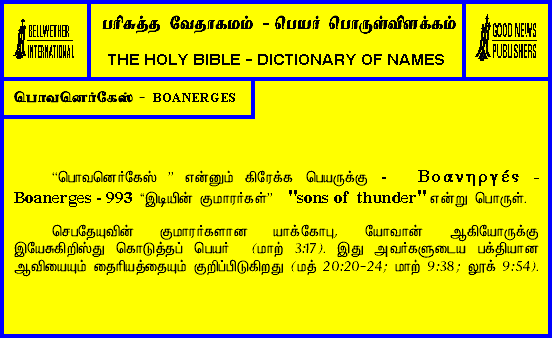 BELLWETHER
INTERNATIONAL
பரிசுத்த வேதாகமம் - பெயர் பொருள்விளக்கம்
THE HOLY BIBLE - DICTIONARY OF NAMES
GOOD NEWS
PUBLISHERS
பொவனெர்கேஸ் - BOANERGES
“பொவனெர்கேஸ் ” என்னும் கிரேக்க பெயருக்கு - Βοανηργές -
Boanerges - 993 “இடியின் குமாரர்கள்” "sons of thunder" என்று பொருள்.
செபதேயுவின் குமாரர்களான யாக்கோபு, யோவான் ஆகியோருக்கு
இயேசுகிறிஸ்து கொடுத்தப் பெயர் (மாற் 3:17). இது அவர்களுடைய பக்தியான
ஆவியையும் தைரியத்தையும் குறிப்பிடுகிறது (மத் 20:20-24; மாற் 9:38; லூக் 9:54).